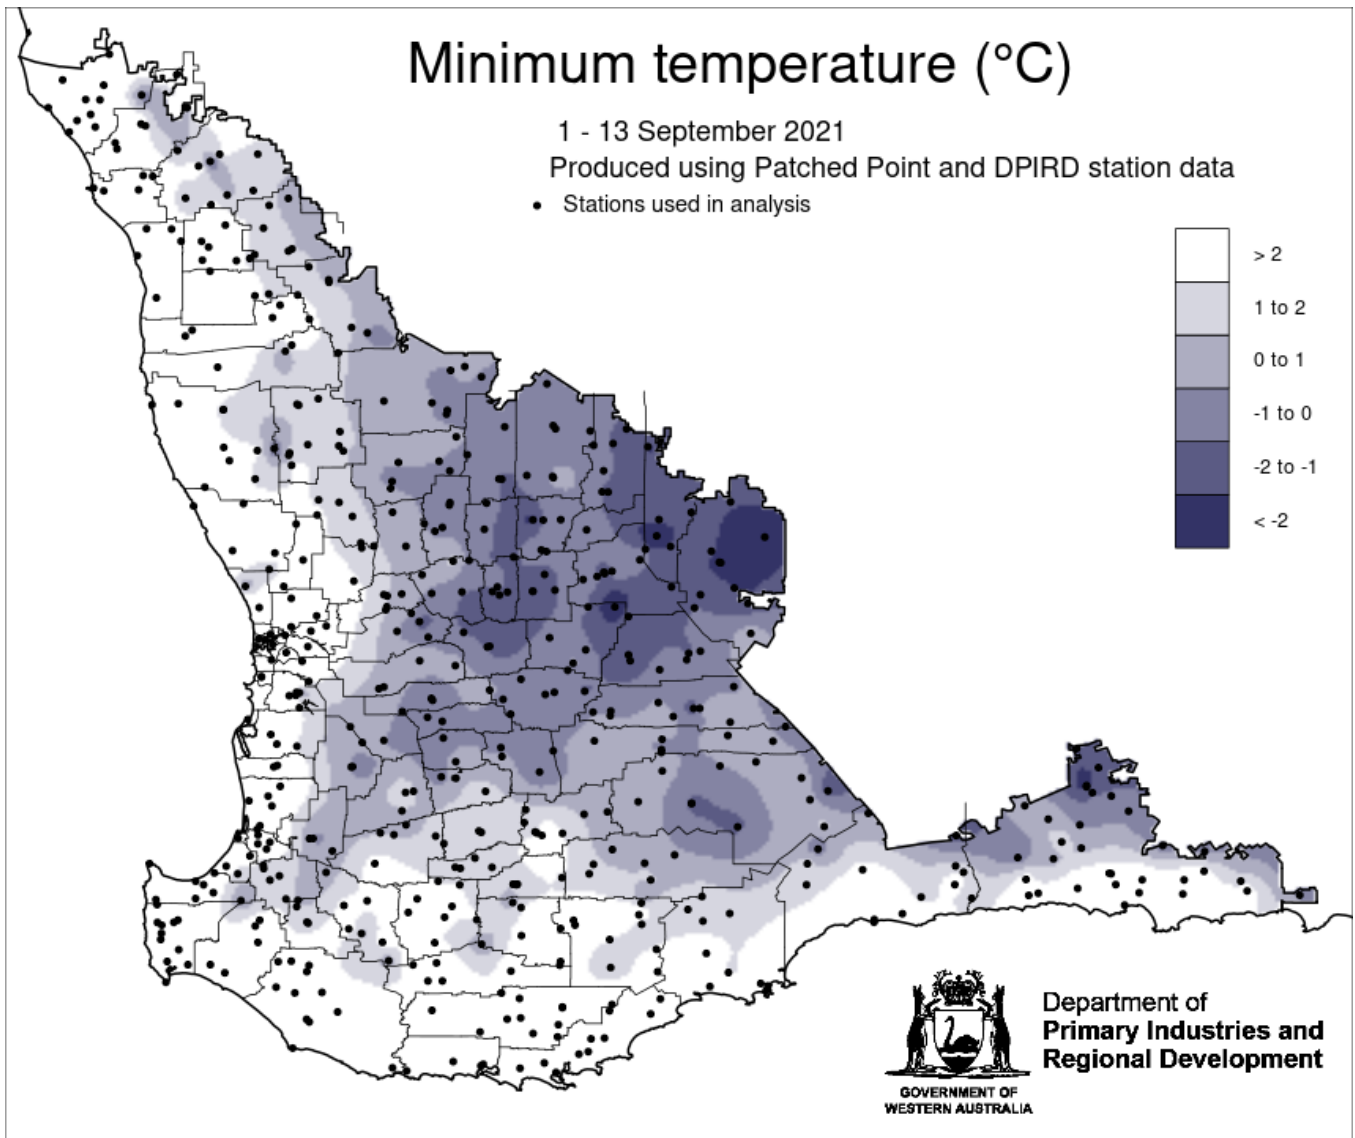 Minimum temperature (°C)
1 - 13 September 2021
Produced using Patched Point and DPIRD station data
Stations used in analysis
> 2
1 to 2
0 to 1
-1 to 0
-2 to -1
< -2
Department of
Primary Industries and
Regional Development
GOVERNMENT OF
WESTERN AUSTRALIA